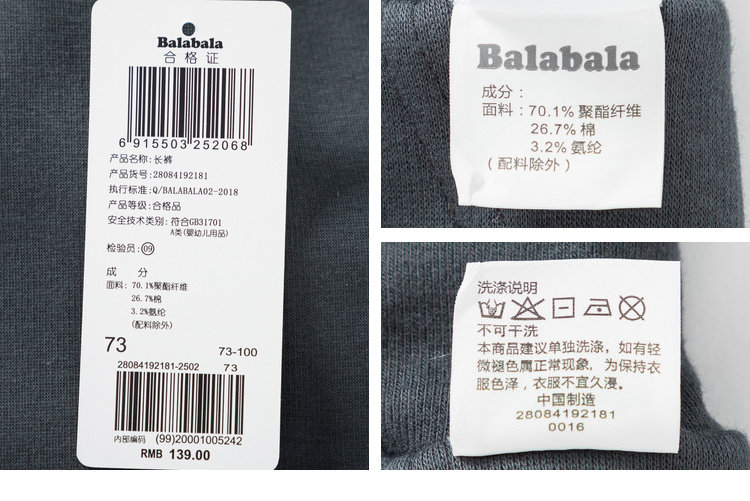 Balabala
合格证
6 915503 252068
产品名称: 长裤
产品货号: 28084192181
执行标准: Q/BALABALA02-2018
产品等级: 合格品
安全技术类别: 符合GB31701
A类(婴幼儿用品)
检验员: 09
成 分
面料: 70.1%聚酯纤维
26.7%棉
3.2%氨纶
(配料除外)
73 73-100
28084192181-2502 73
内部编码 (99)20001005242
RMB 139.00
Balabala
成分：
面料：70.1% 聚酯纤维
26.7% 棉
3.2% 氨纶
(配料除外)
洗涤说明
不可干洗
本商品建议单独洗涤，如有轻
微褪色属正常现象，为保持衣
服色泽，衣服不宜久浸。
中国制造
28084192181
0016